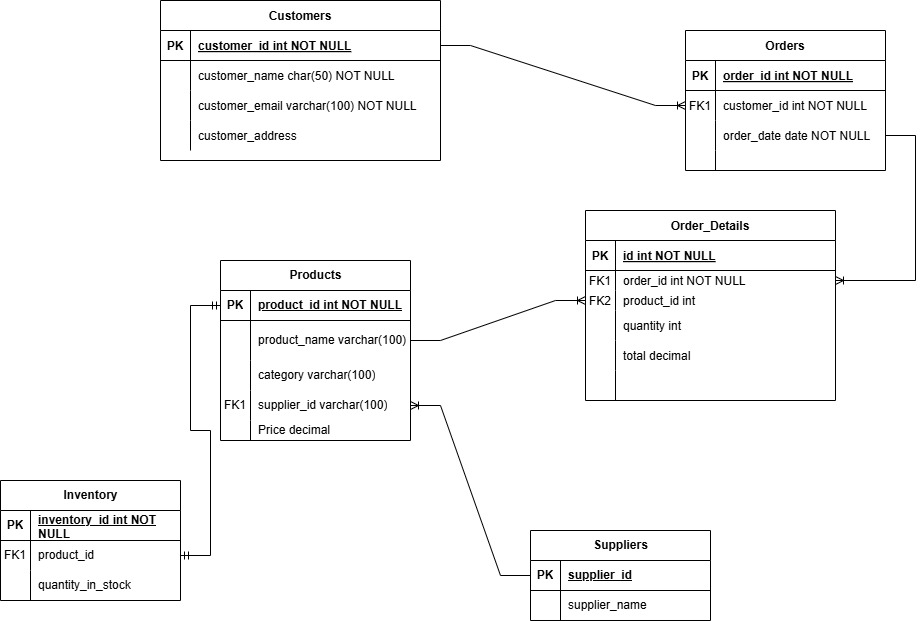 Customers
PK customer_id int NOT NULL
customer_name char(50) NOT NULL
customer_email varchar(100) NOT NULL
customer_address
Orders
PK order_id int NOT NULL
FK1 customer_id int NOT NULL
order_date date NOT NULL
Order_Details
PK id int NOT NULL
FK1 order_id int NOT NULL
FK2 product_id int
quantity int
total decimal
Products
PK product_id int NOT NULL
product_name varchar(100)
category varchar(100)
FK1 supplier_id varchar(100)
Price decimal
Inventory
PK inventory_id int NOT
NULL
FK1 product_id
quantity_in_stock
Suppliers
PK supplier_id
supplier_name